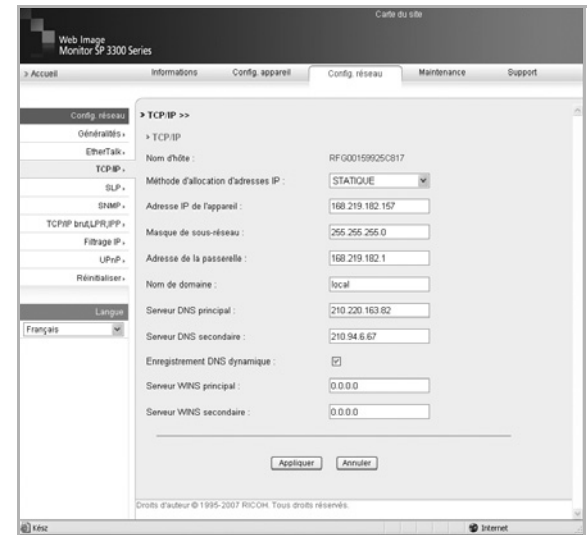 Carte du site
Web Image
Monitor SP 3300 Series
> Accueil
Informations
Config. appareil
Config. réseau
Maintenance
Support
Config. réseau
Généralités
EtherTalk
TCP/IP
SLP
SNMP
TCP/IP brut,LPR,IPP
Filtrage IP
UPnP
Réinitialiser
Langue
Français
> TCP/IP >>
> TCP/IP
Nom d'hôte : RFG00159925C817
Méthode d'allocation d'adresses IP : STATIQUE
Adresse IP de l'appareil : 168.219.182.157
Masque de sous-réseau : 255.255.255.0
Adresse de la passerelle : 168.219.182.1
Nom de domaine : local
Serveur DNS principal : 210.220.163.82
Serveur DNS secondaire : 210.94.6.67
Enregistrement DNS dynamique :
Serveur WINS principal : 0.0.0.0
Serveur WINS secondaire : 0.0.0.0
Appliquer
Annuler
Droits d'auteur © 1995-2007 RICOH. Tous droits réservés.
Kész
Internet